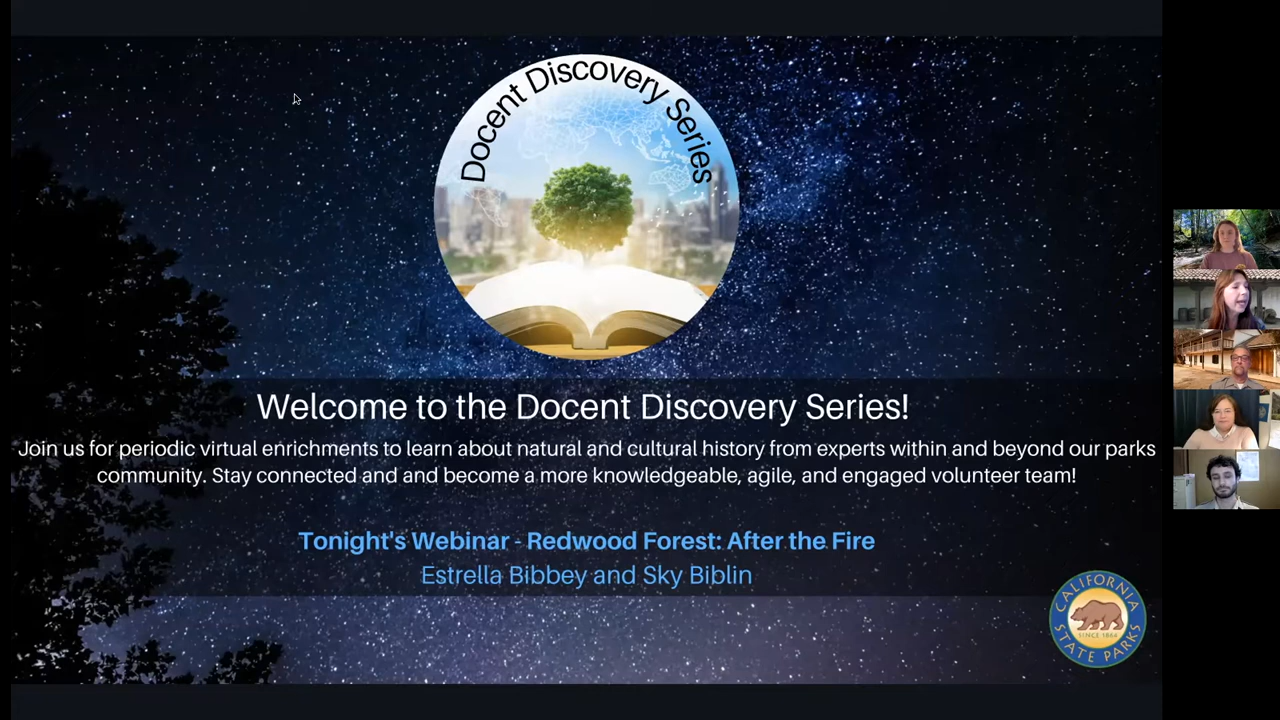 Docent Discovery Series
Welcome to the Docent Discovery Series!
Join us for periodic virtual enrichments to learn about natural and cultural history from experts within and beyond our parks
community. Stay connected and and become a more knowledgeable, agile, and engaged volunteer team!
Tonight's Webinar - Redwood Forest: After the Fire
Estrella Bibbey and Sky Biblin
CALIFORNIA
SINCE 1864
STATE PARKS